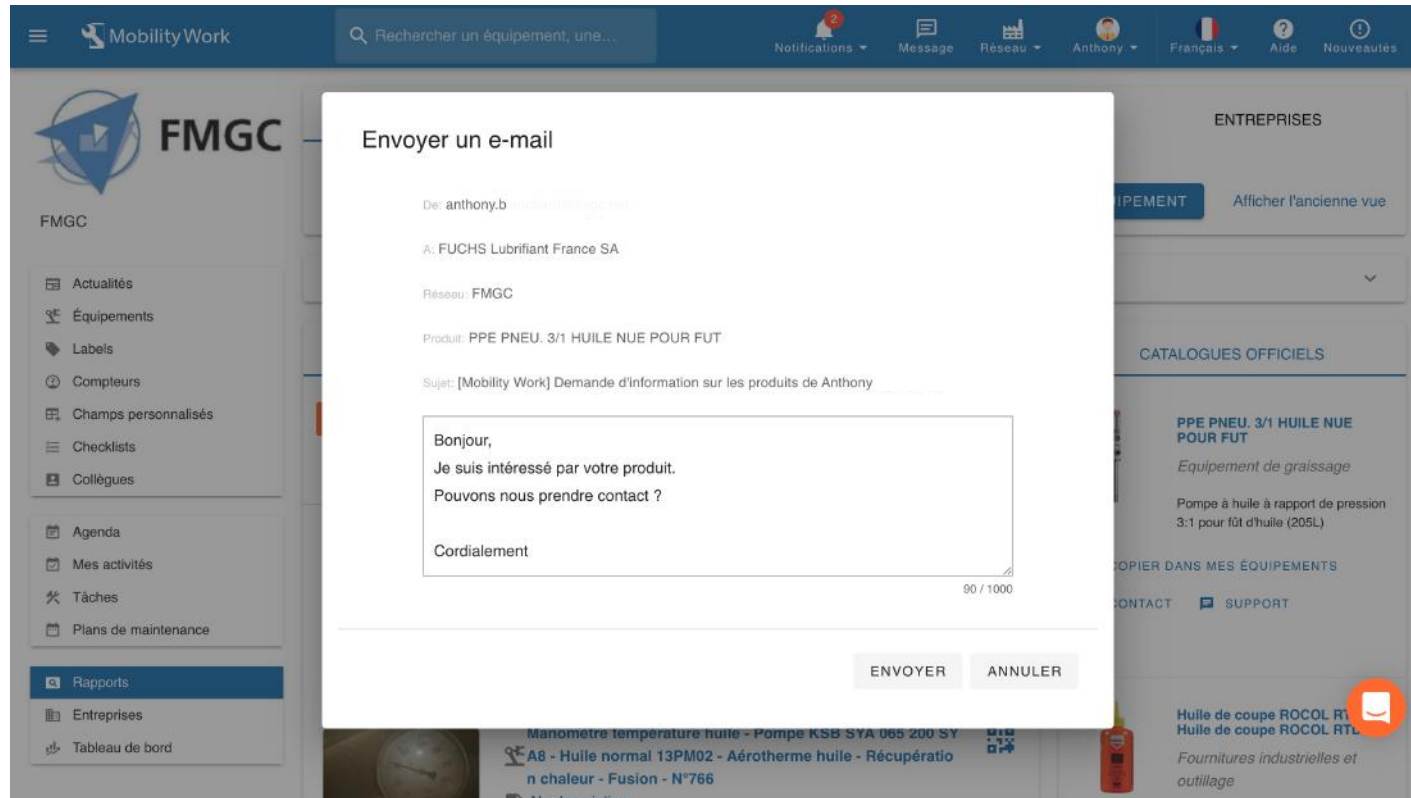 Mobility Work
Rechercher un équipement, une...
2
Notifications
Message
Réseau
Anthony
Français
Aide
Nouveautés
FMGC
FMGC
Actualités
Équipements
Labels
Compteurs
Champs personnalisés
Checklists
Collègues
Agenda
Mes activités
Tâches
Plans de maintenance
Rapports
Entreprises
Tableau de bord
Envoyer un e-mail
De: anthony.b
A: FUCHS Lubrifiant France SA
Réseau: FMGC
Produit: PPE PNEU. 3/1 HUILE NUE POUR FUT
Sujet: [Mobility Work] Demande d'information sur les produits de Anthony
Bonjour,
Je suis intéressé par votre produit.
Pouvons nous prendre contact ?
Cordialement
90 / 1000
ENVOYER
ANNULER
Manomètre température huile - Pompe KSB SYA 065 200 SY
A8 - Huile normal 13PM02 - Aérotherme huile - Récupératio
n chaleur - Fusion - N°766
ENTREPRISES
IPEMENT
Afficher l'ancienne vue
CATALOGUES OFFICIELS
PPE PNEU. 3/1 HUILE NUE
POUR FUT
Equipement de graissage
Pompe à huile à rapport de pression
3:1 pour fût d'huile (205L)
OPIER DANS MES ÉQUIPEMENTS
CONTACT
SUPPORT
Huile de coupe ROCOL RT
Huile de coupe ROCOL RTD
Fournitures industrielles et
outillage